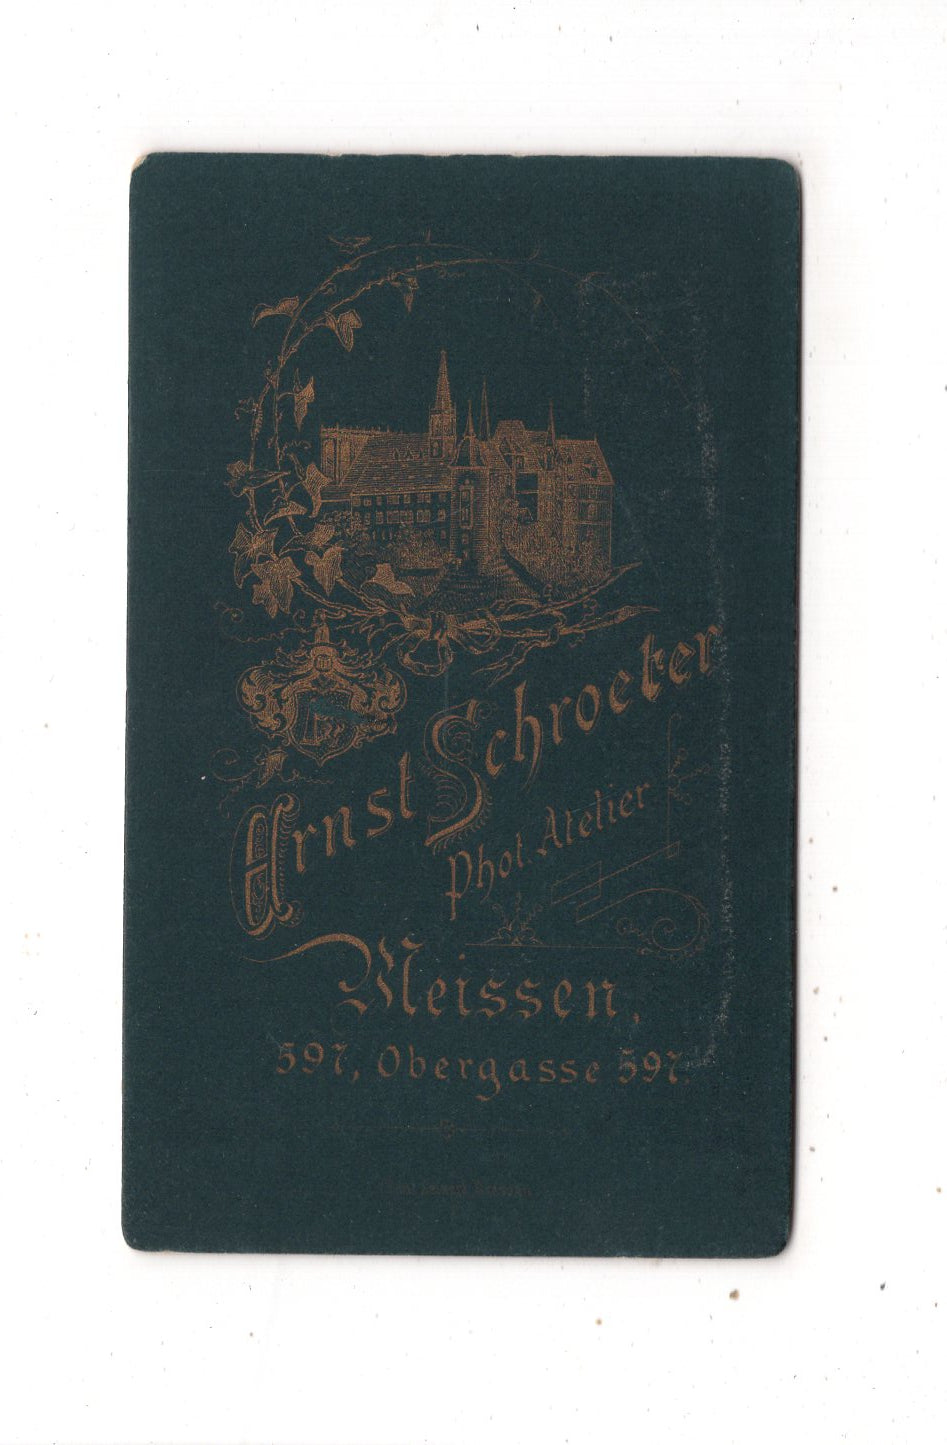 Ernst Schroeter
Phot. Atelier
Meissen,
597, Obergasse 597.